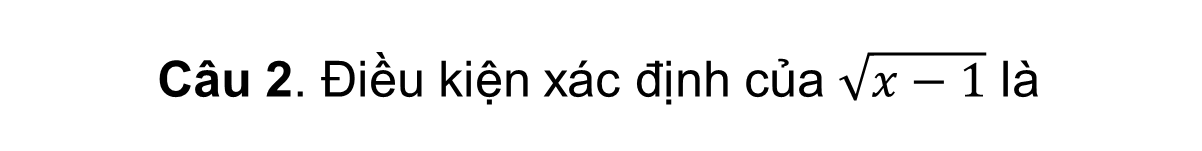 Câu 2. Điều kiện xác định của √(x − 1) là